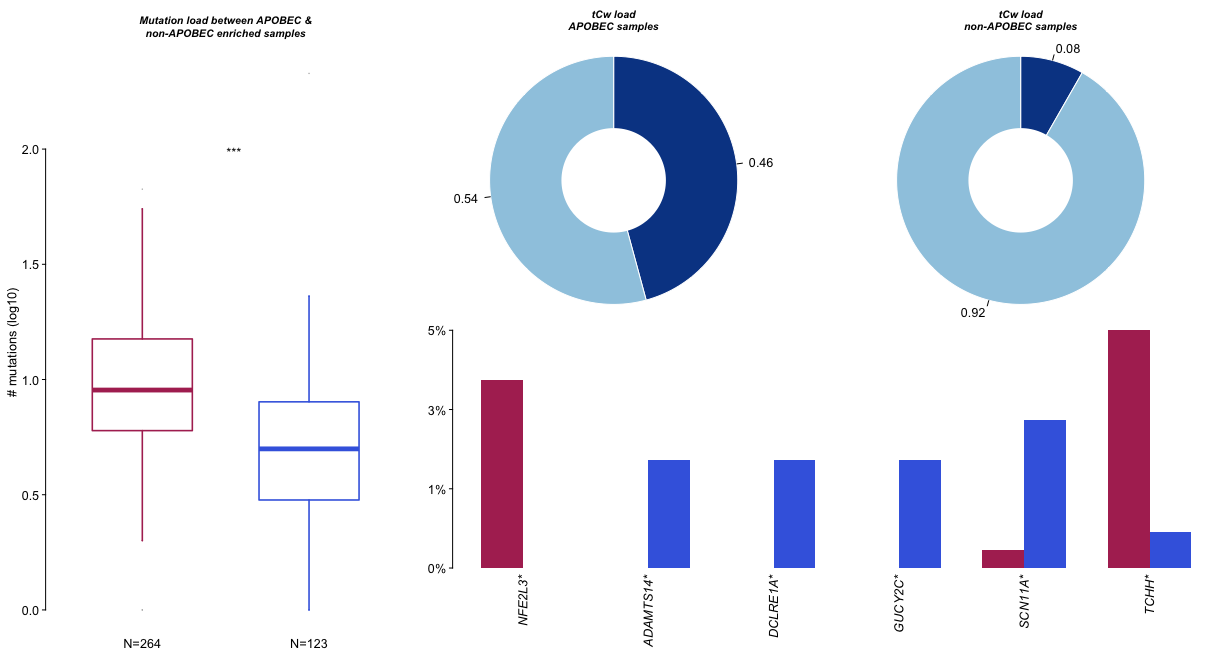 Mutation load between APOBEC &
non-APOBEC enriched samples
# mutations (log10)
2.0
1.5
1.0
0.5
0.0
***
N=264
N=123
tCw load
APOBEC samples
0.46
0.54
tCw load
non-APOBEC samples
0.08
0.92
5%
3%
1%
0%
NFE2L3*
ADAMTS14*
DCLRE1A*
GUCY2C*
SCN11A*
TCHH*